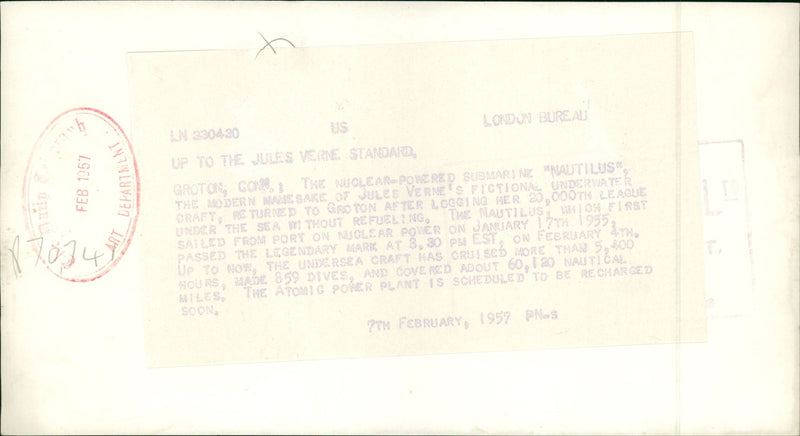 LN 330430 US LONDON BUREAU
UP TO THE JULES VERNE STANDARD.
GROTON, CONN.: THE NUCLEAR-POWERED SUBMARINE "NAUTILUS",
THE MODERN NAMESAKE OF JULES VERNE'S FICTIONAL UNDERWATER
CRAFT, RETURNED TO GROTON AFTER LOGGING HER 20,000TH LEAGUE
UNDER THE SEA WITHOUT REFUELING. THE NAUTILUS, WHICH FIRST
SAILED FROM PORT ON NUCLEAR POWER ON JANUARY 17TH 1955,
PASSED THE LEGENDARY MARK AT 8.30 PM EST, ON FEBRUARY 4TH.
UP TO NOW, THE UNDERSEA CRAFT HAS CRUISED MORE THAN 5,400
HOURS, MADE 859 DIVES, AND COVERED ABOUT 60,120 NAUTICAL
MILES. THE ATOMIC POWER PLANT IS SCHEDULED TO BE RECHARGED
SOON.
7TH FEBRUARY, 1957 PN.S
Daily Telegraph
FEB 1957
ART DEPARTMENT